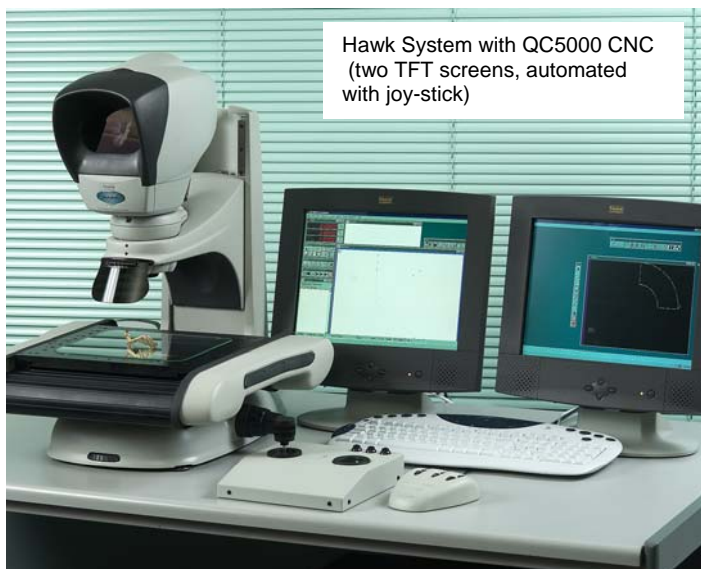 Hawk System with QC5000 CNC
(two TFT screens, automated
with joy-stick)